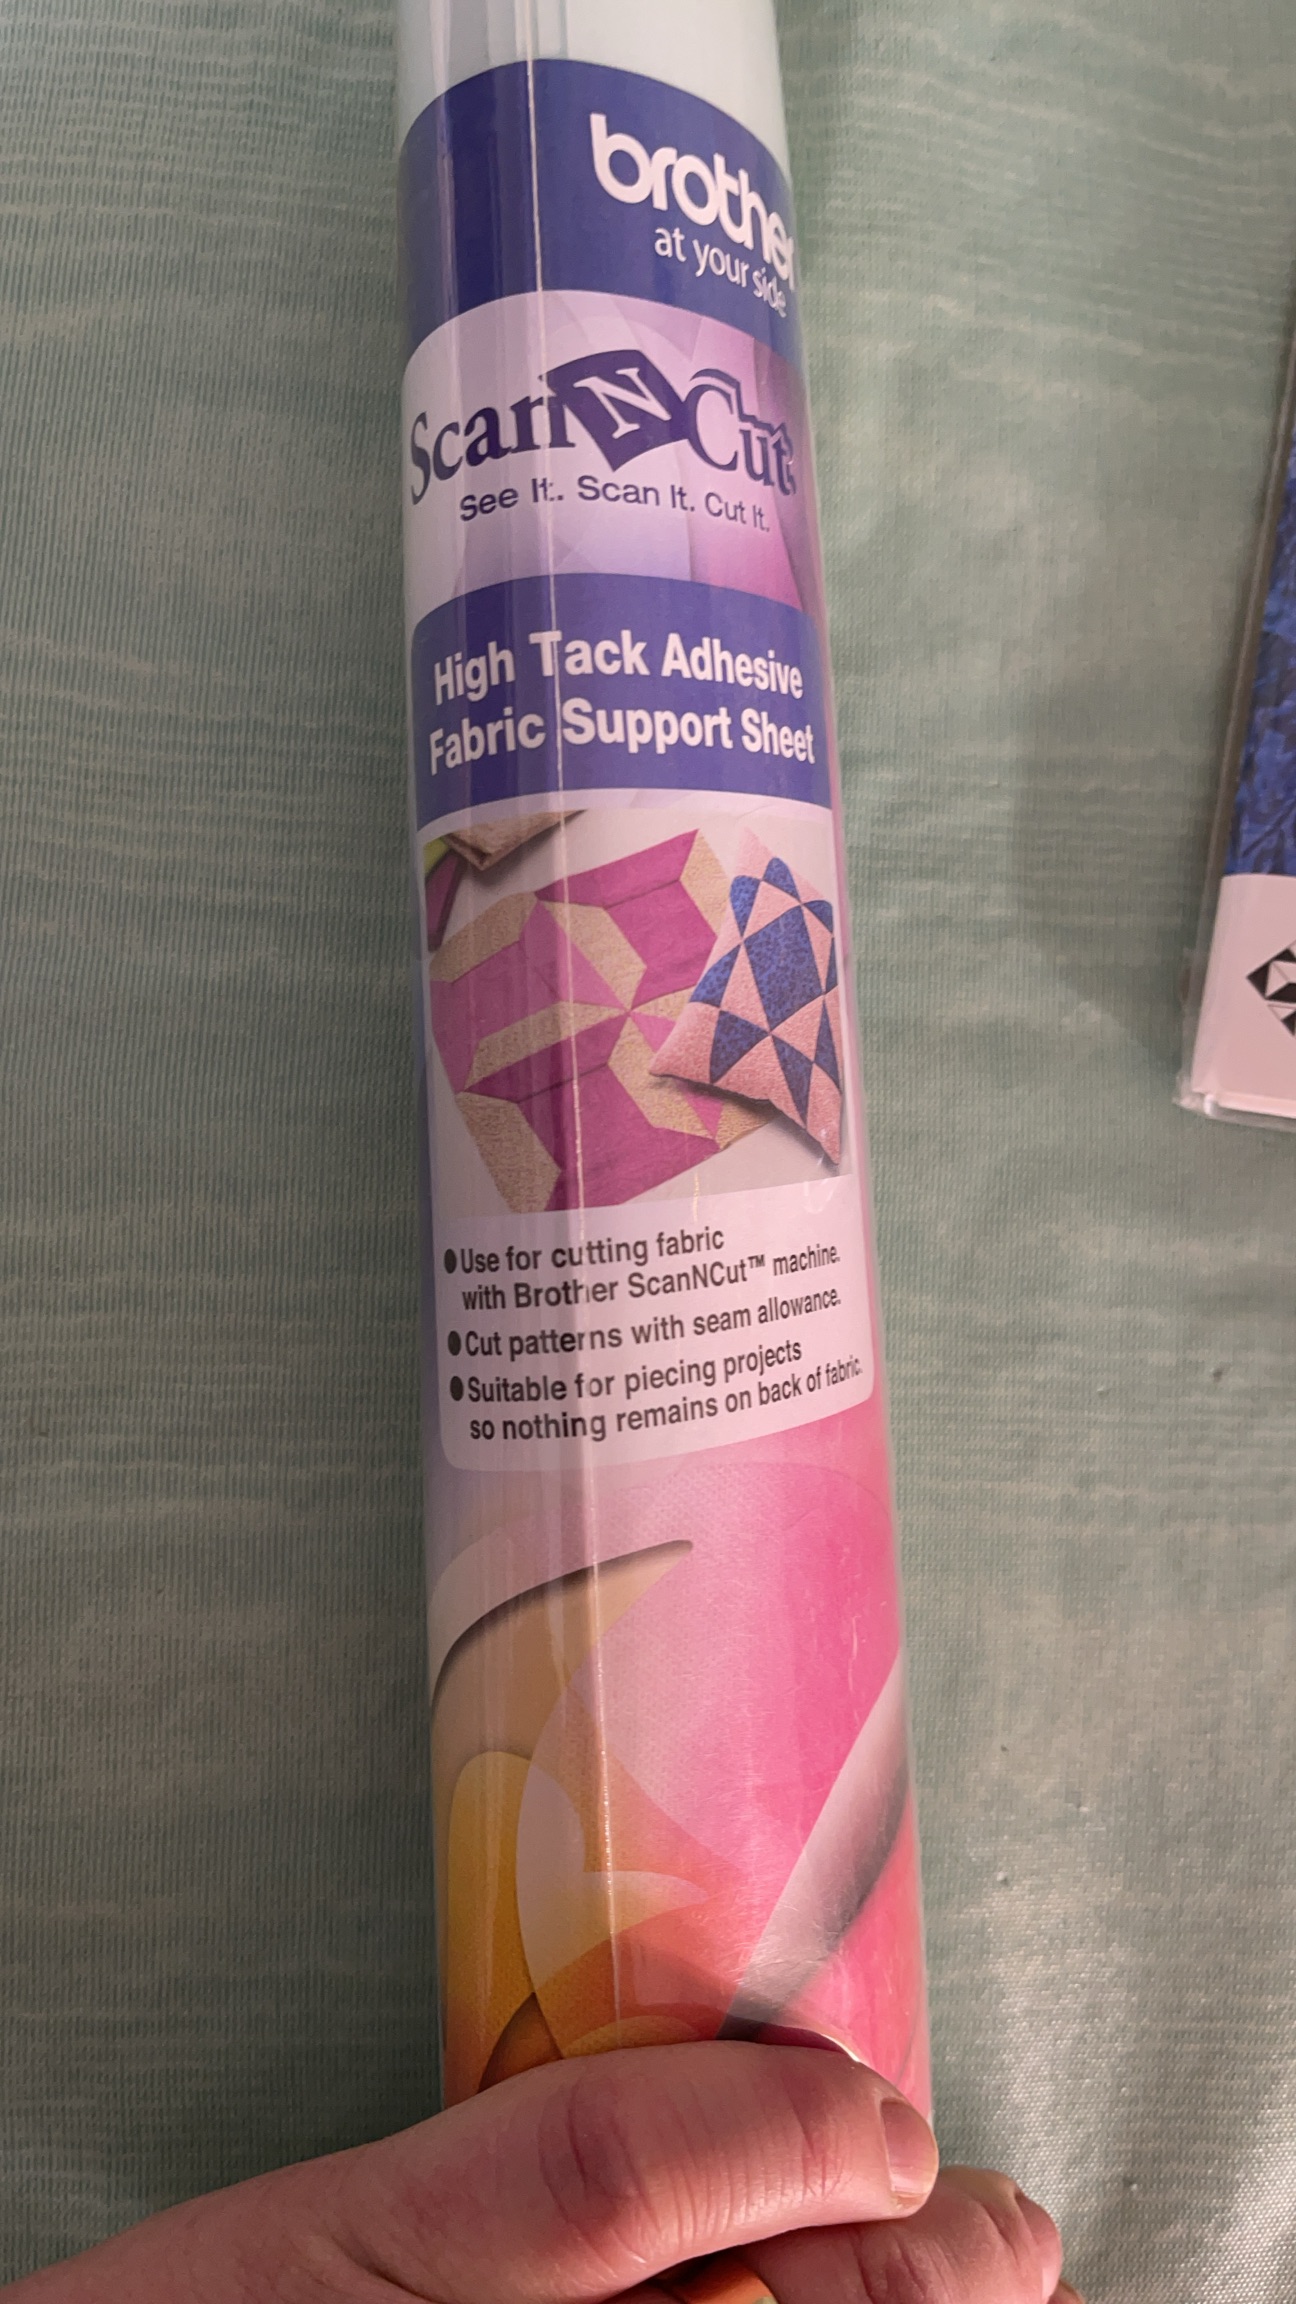 brother
at your side
ScanNCut
See It. Scan It. Cut It.
High Tack Adhesive
Fabric Support Sheet
●Use for cutting fabric
with Brother ScanNCut™ machine.
●Cut patterns with seam allowance.
●Suitable for piecing projects
so nothing remains on back of fabric.